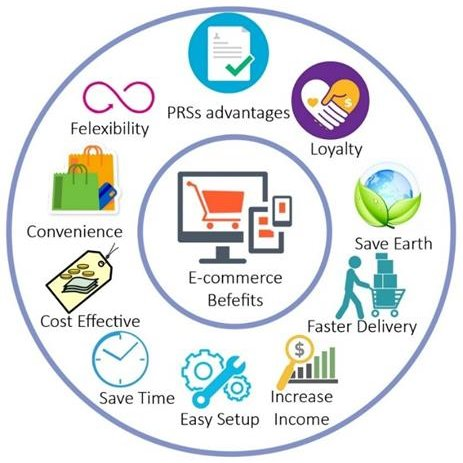 PRSs advantages
Loyalty
Save Earth
Faster Delivery
Increase
Income
Easy Setup
Save Time
Cost Effective
Convenience
Felexibility
E-commerce
Befefits